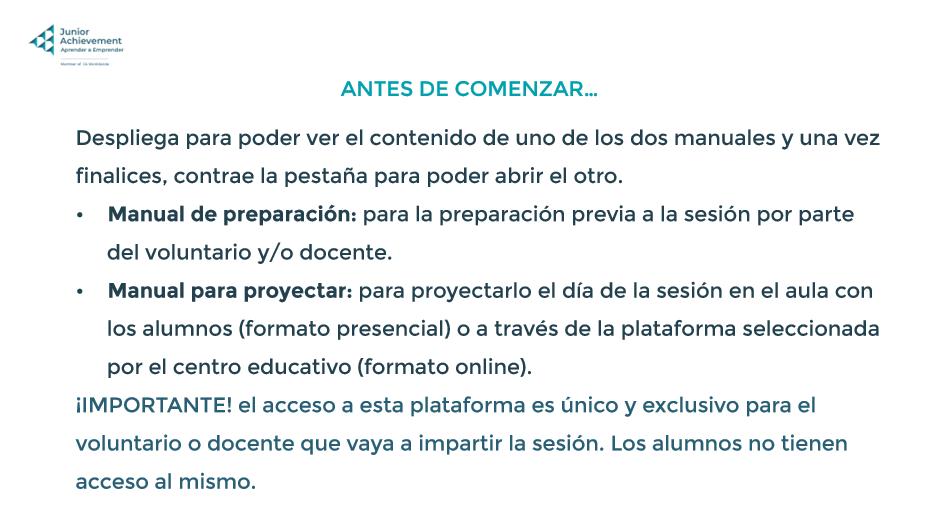 Junior
Achievement
Aprender a Emprender
Member of JA Worldwide
ANTES DE COMENZAR...
Despliega para poder ver el contenido de uno de los dos manuales y una vez
finalices, contrae la pestaña para poder abrir el otro.
• Manual de preparación: para la preparación previa a la sesión por parte
del voluntario y/o docente.
• Manual para proyectar: para proyectarlo el día de la sesión en el aula con
los alumnos (formato presencial) o a través de la plataforma seleccionada
por el centro educativo (formato online).
¡IMPORTANTE! el acceso a esta plataforma es único y exclusivo para el
voluntario o docente que vaya a impartir la sesión. Los alumnos no tienen
acceso al mismo.